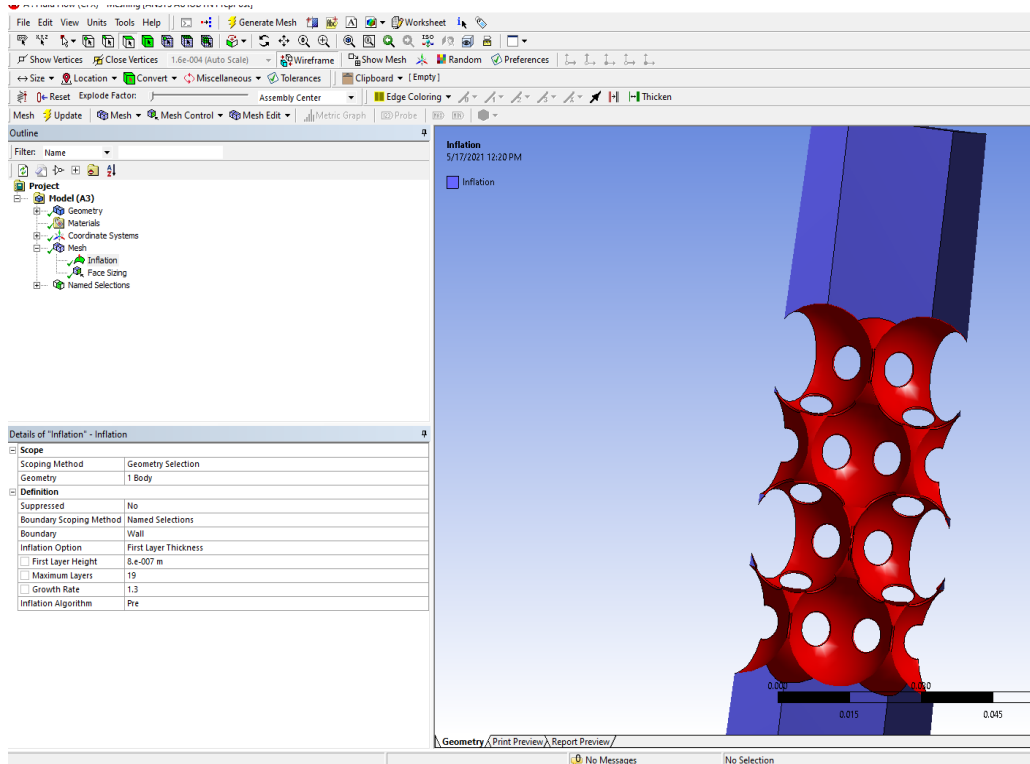 File Edit View Units Tools Help Generate Mesh A Worksheet
ISO
Show Vertices Close Vertices 1.6e-004 (Auto Scale) Wireframe Show Mesh Random Preferences
Size Location Convert Miscellaneous Tolerances Clipboard [Empty]
Reset Explode Factor: Assembly Center Edge Coloring Thicken
Mesh Update Mesh Mesh Control Mesh Edit Metric Graph Probe
Outline
Filter: Name
Project
Model (A3)
Geometry
Materials
Coordinate Systems
Mesh
Inflation
Face Sizing
Named Selections
Details of "Inflation" - Inflation
Scope
Scoping Method Geometry Selection
Geometry 1 Body
Definition
Suppressed No
Boundary Scoping Method Named Selections
Boundary Wall
Inflation Option First Layer Thickness
First Layer Height 8.e-007 m
Maximum Layers 19
Growth Rate 1.3
Inflation Algorithm Pre
Inflation
5/17/2021 12:20 PM
Inflation
0.000 0.030
0.015 0.045
Geometry Print Preview Report Preview
No Messages No Selection